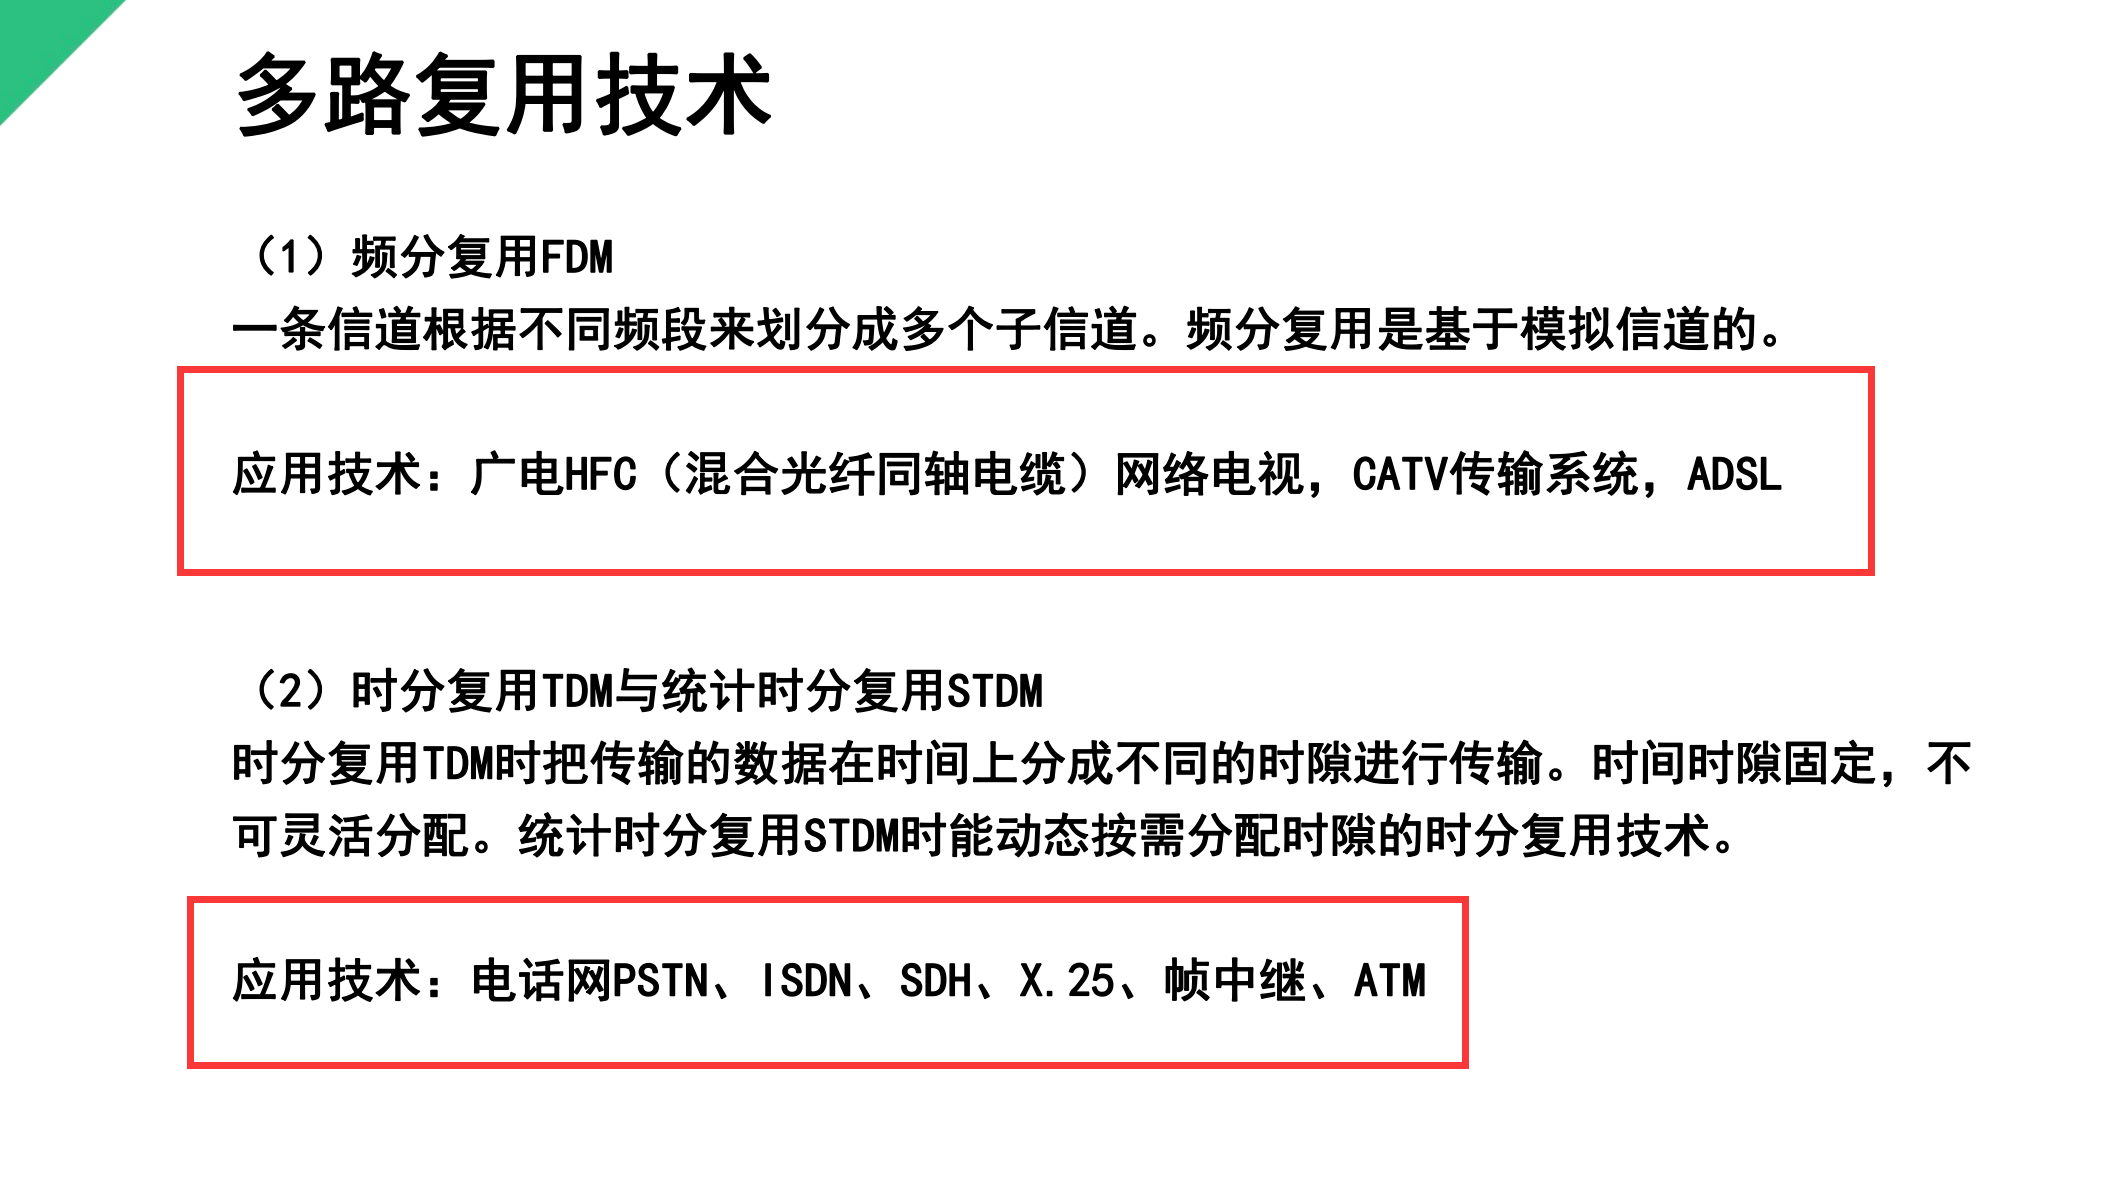 多路复用技术
（1）频分复用FDM
一条信道根据不同频段来划分成多个子信道。频分复用是基于模拟信道的。
应用技术：广电HFC（混合光纤同轴电缆）网络电视，CATV传输系统，ADSL
（2）时分复用TDM与统计时分复用STDM
时分复用TDM时把传输的数据在时间上分成不同的时隙进行传输。时间时隙固定，不
可灵活分配。统计时分复用STDM时能动态按需分配时隙的时分复用技术。
应用技术：电话网PSTN、ISDN、SDH、X.25、帧中继、ATM